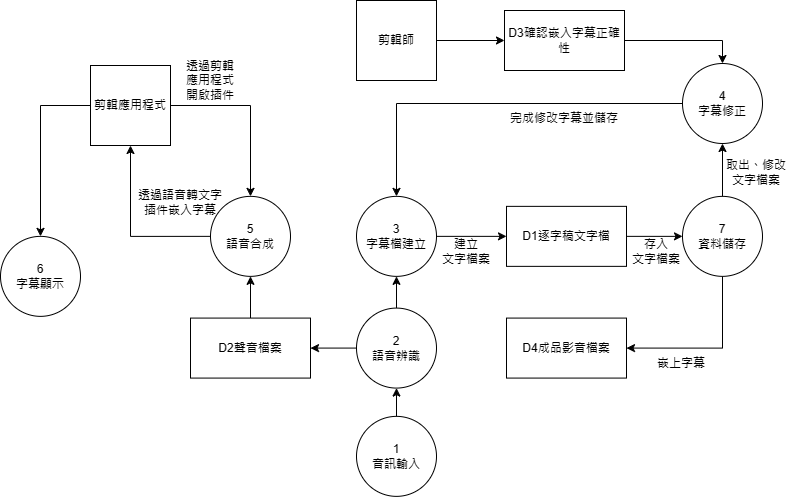 剪輯師
D3確認嵌入字幕正確
性
透過剪輯
應用程式
開啟插件
剪輯應用程式
4
字幕修正
完成修改字幕並儲存
取出、修改
文字檔案
透過語音轉文字
插件嵌入字幕
5
語音合成
3
字幕檔建立
建立
文字檔案
D1逐字稿文字檔
存入
文字檔案
7
資料儲存
6
字幕顯示
D2聲音檔案
2
語音辨識
D4成品影音檔案
嵌上字幕
1
音訊輸入